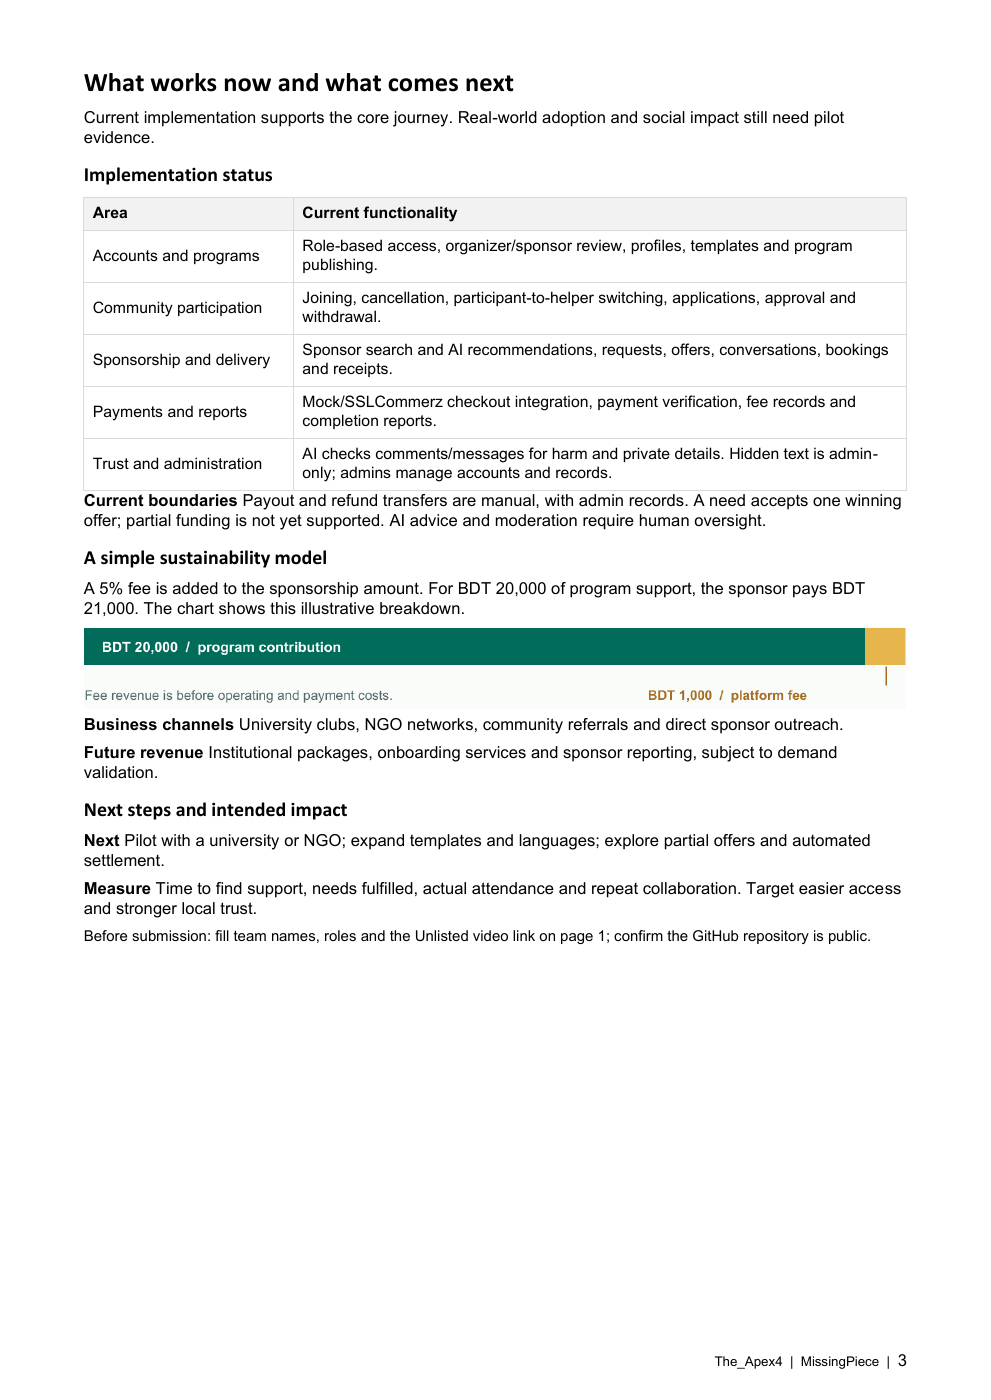 What works now and what comes next
Current implementation supports the core journey. Real-world adoption and social impact still need pilot
evidence.
Implementation status
Area Current functionality
Accounts and programs Role-based access, organizer/sponsor review, profiles, templates and program
publishing.
Community participation Joining, cancellation, participant-to-helper switching, applications, approval and
withdrawal.
Sponsorship and delivery Sponsor search and AI recommendations, requests, offers, conversations, bookings
and receipts.
Payments and reports Mock/SSLCommerz checkout integration, payment verification, fee records and
completion reports.
Trust and administration AI checks comments/messages for harm and private details. Hidden text is admin-
only; admins manage accounts and records.
Current boundaries Payout and refund transfers are manual, with admin records. A need accepts one winning
offer; partial funding is not yet supported. AI advice and moderation require human oversight.
A simple sustainability model
A 5% fee is added to the sponsorship amount. For BDT 20,000 of program support, the sponsor pays BDT
21,000. The chart shows this illustrative breakdown.
BDT 20,000 / program contribution
Fee revenue is before operating and payment costs. BDT 1,000 / platform fee
Business channels University clubs, NGO networks, community referrals and direct sponsor outreach.
Future revenue Institutional packages, onboarding services and sponsor reporting, subject to demand
validation.
Next steps and intended impact
Next Pilot with a university or NGO; expand templates and languages; explore partial offers and automated
settlement.
Measure Time to find support, needs fulfilled, actual attendance and repeat collaboration. Target easier access
and stronger local trust.
Before submission: fill team names, roles and the Unlisted video link on page 1; confirm the GitHub repository is public.
The_Apex4 | MissingPiece | 3